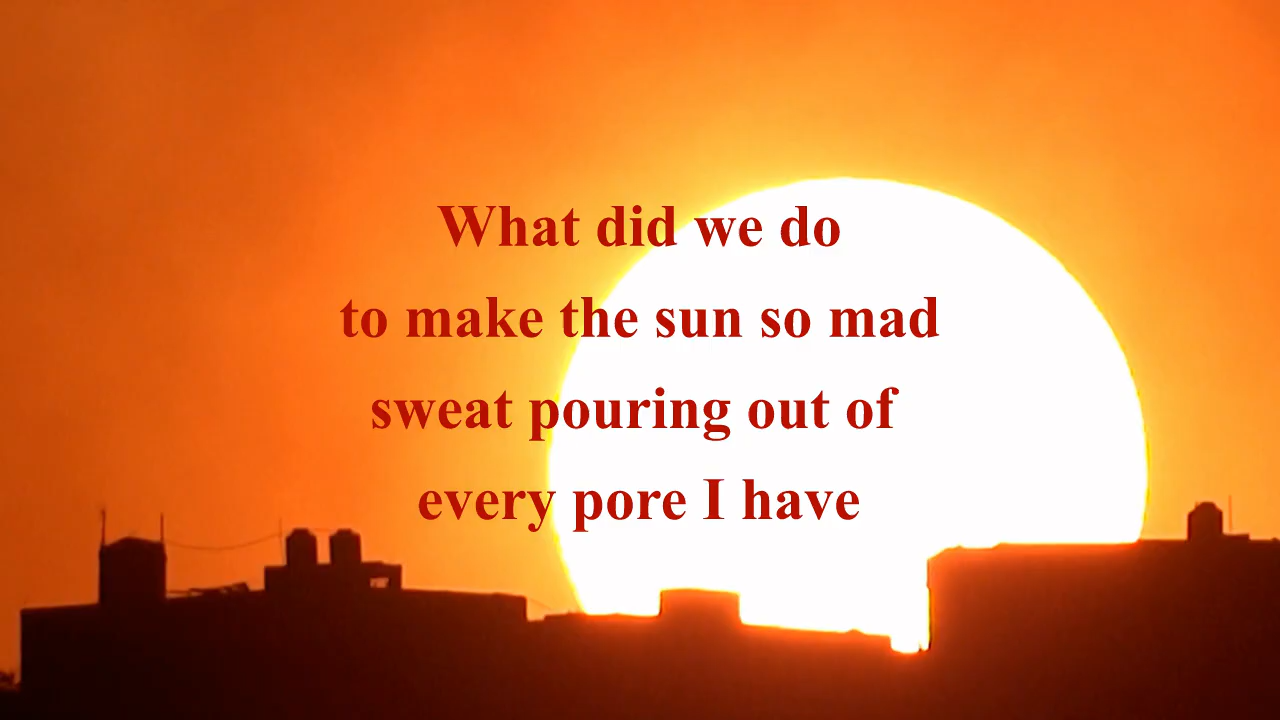 What did we do
to make the sun so mad
sweat pouring out of
every pore I have